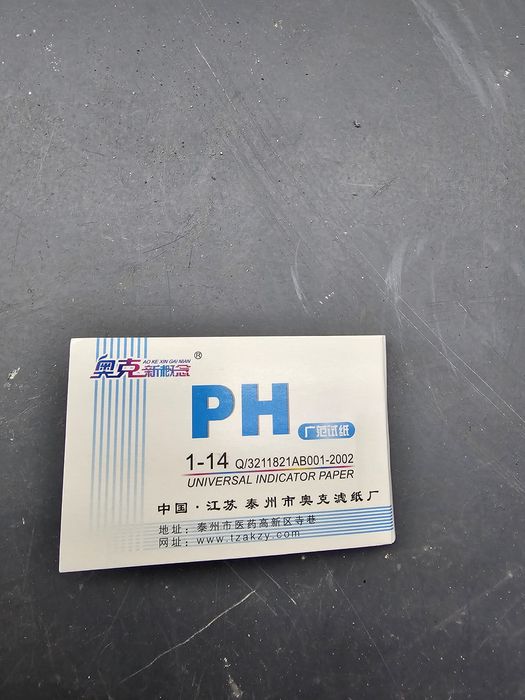 奥克 AO KE XIN GAI NIAN 新概念 ®
PH
广范试纸
1-14 Q/3211821AB001-2002
UNIVERSAL INDICATOR PAPER
中国·江苏 泰州市奥克滤纸厂
地址：泰州市医药高新区寺巷
网址：www.tzakzy.com